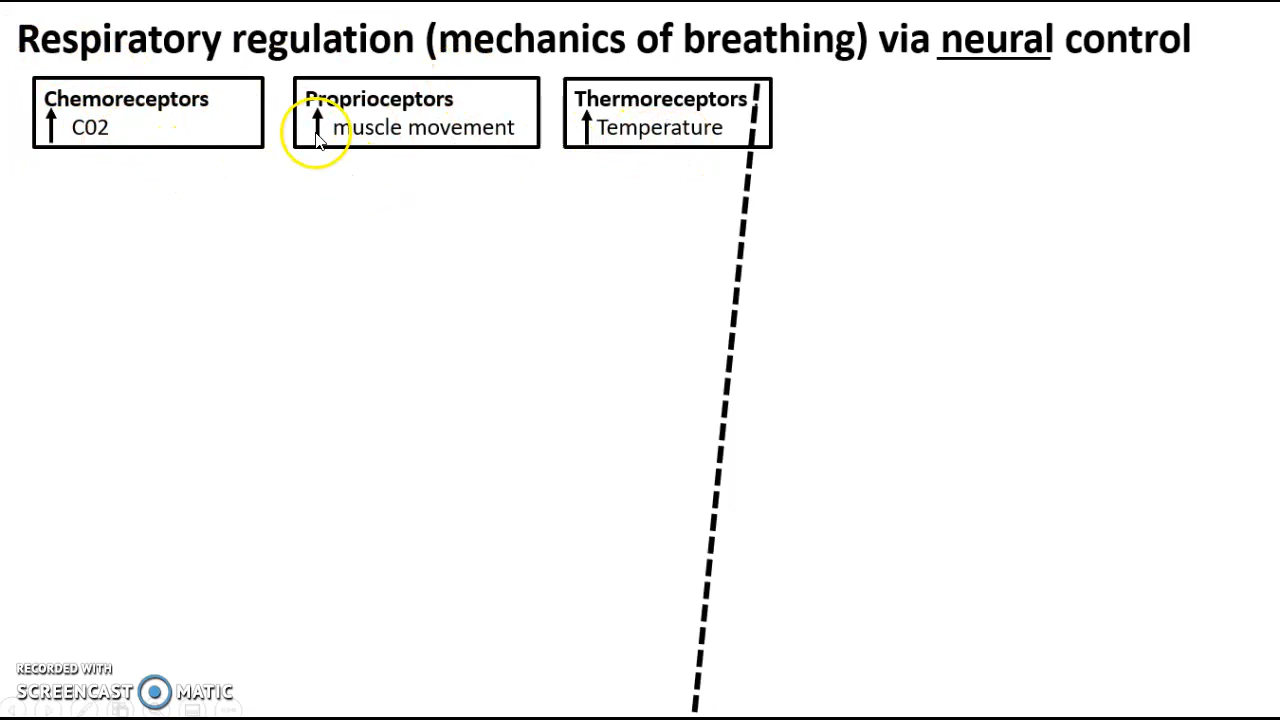 Respiratory regulation (mechanics of breathing) via neural control
Chemoreceptors
C02
Proprioceptors
muscle movement
Thermoreceptors
Temperature
RECORDED WITH
SCREENCAST MATIC